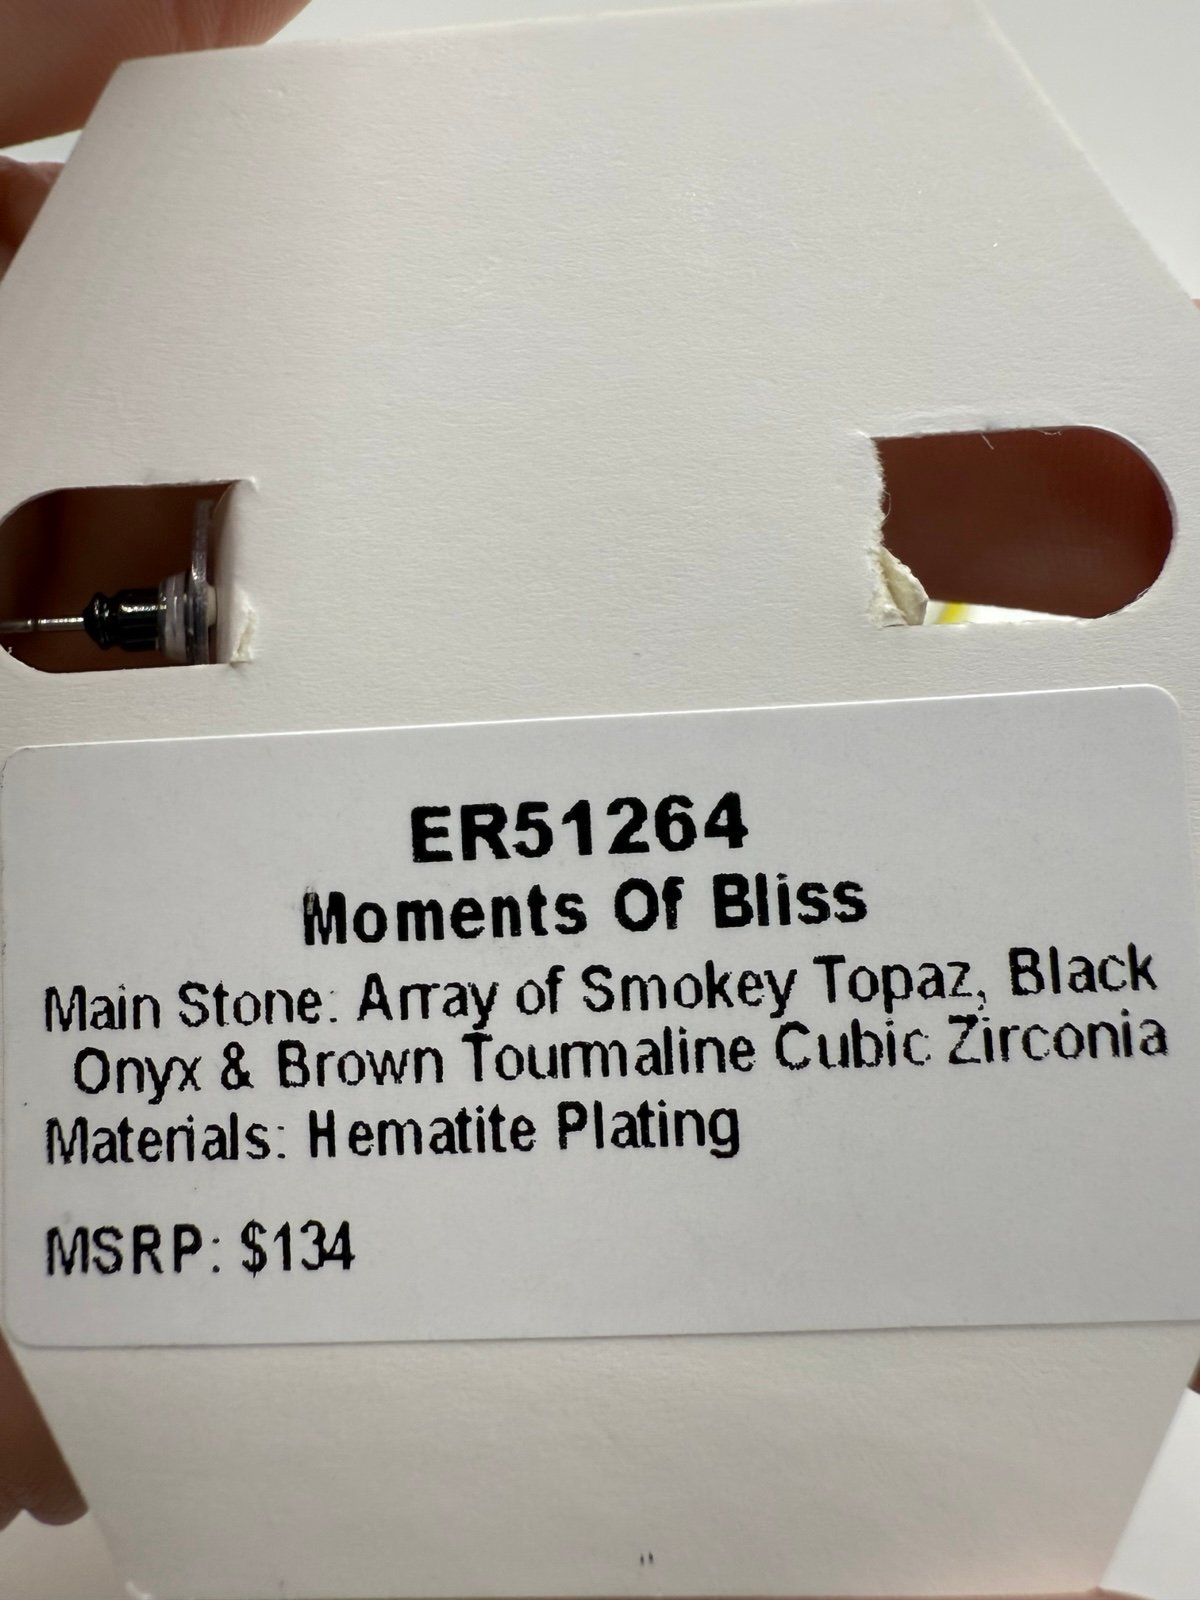 ER51264
Moments Of Bliss
Main Stone: Array of Smokey Topaz, Black
Onyx & Brown Tourmaline Cubic Zirconia
Materials: Hematite Plating
MSRP: $134